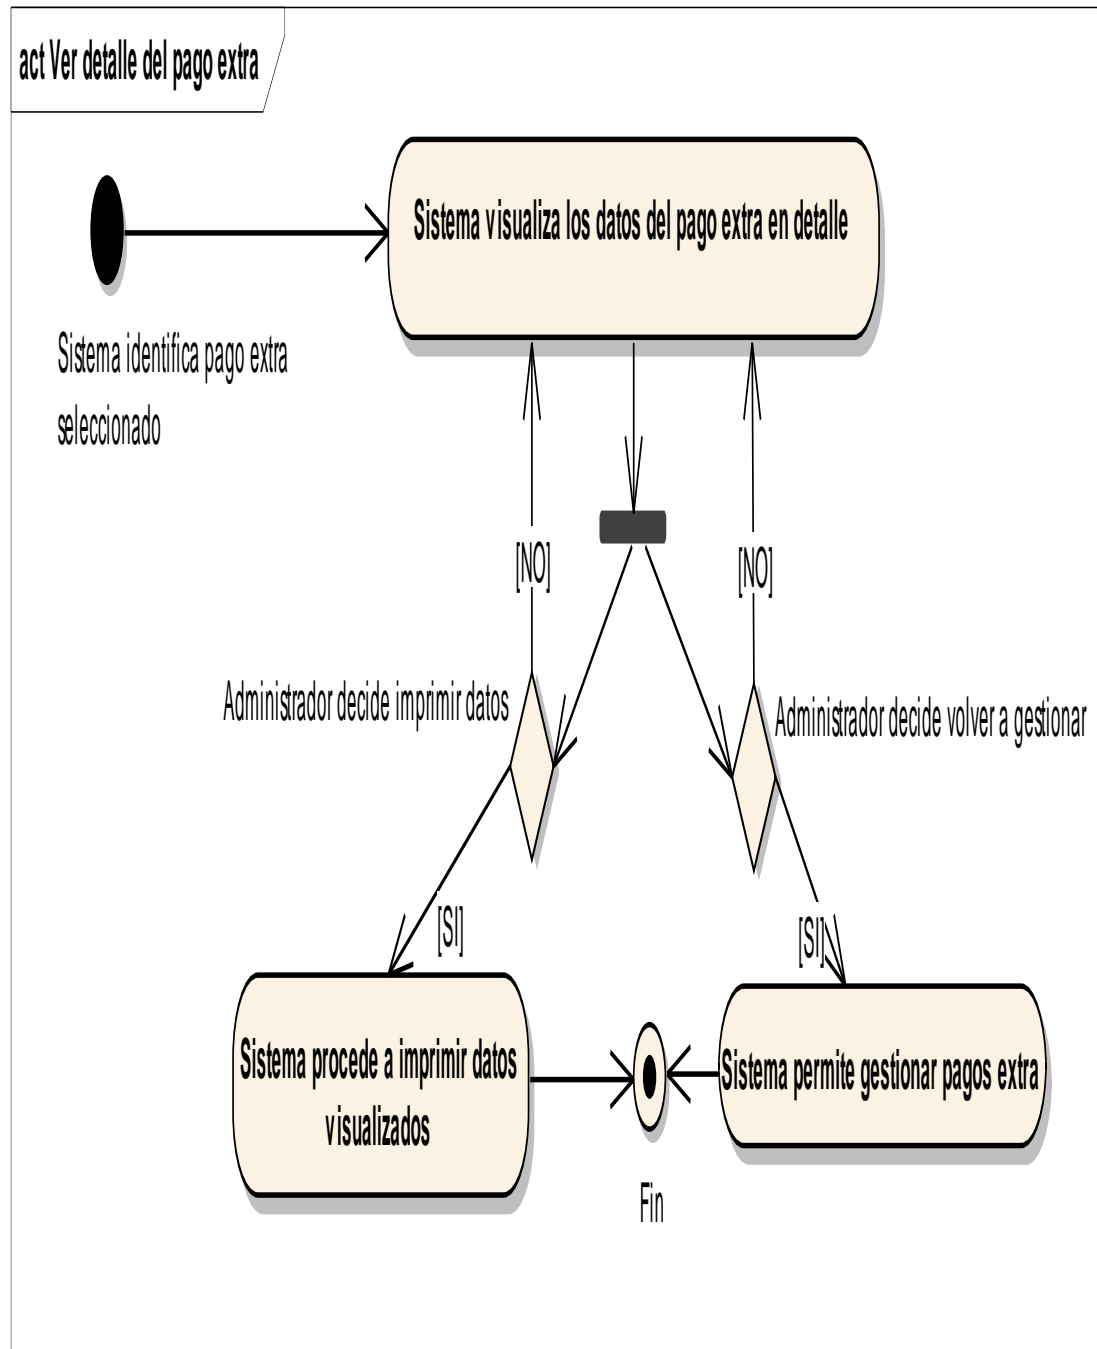 act Ver detalle del pago extra
Sistema visualiza los datos del pago extra en detalle
Sistema identifica pago extra
seleccionado
[NO]
[NO]
Administrador decide imprimir datos
Administrador decide volver a gestionar
[SI]
[SI]
Sistema procede a imprimir datos
visualizados
Sistema permite gestionar pagos extra
Fin